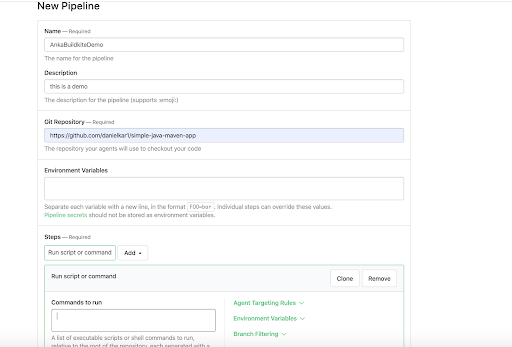 New Pipeline
Name — Required
AnkaBuildkiteDemo
The name for the pipeline
Description
this is a demo
The description for the pipeline (supports :emoji:)
Git Repository — Required
https://github.com/danielkar1/simple-java-maven-app
The repository your agents will use to checkout your code
Environment Variables
Separate each variable with a new line, in the format FOO=bar . Individual steps can override these values.
Pipeline secrets should not be stored as environment variables.
Steps — Required
Run script or command Add
Run script or command Clone Remove
Commands to run Agent Targeting Rules
Environment Variables
Branch Filtering
A list of executable scripts or shell commands to run,
relative to the root of the repository, each separated with a